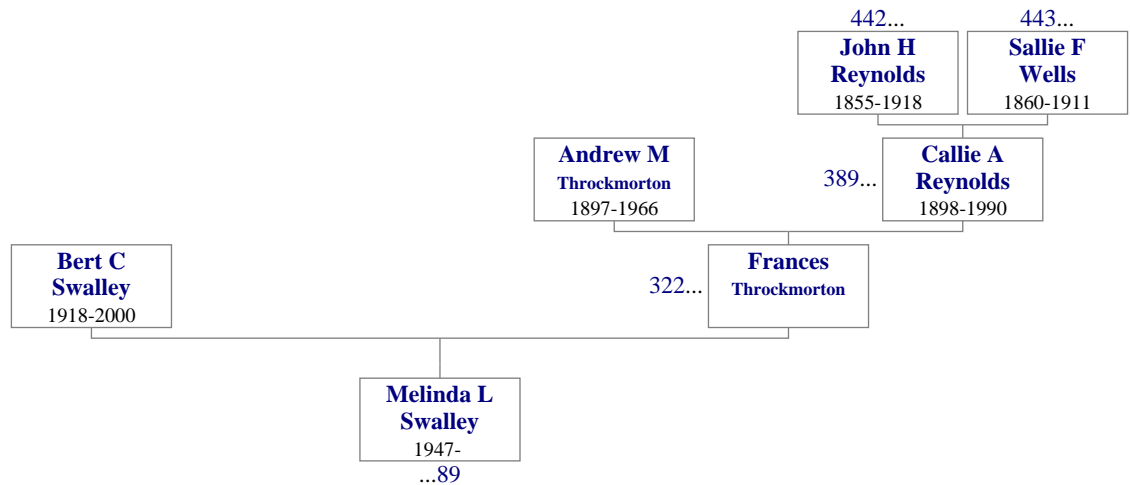 442...
443...
John H
Reynolds
1855-1918
Sallie F
Wells
1860-1911
Andrew M
Throckmorton
1897-1966
389...
Callie A
Reynolds
1898-1990
Bert C
Swalley
1918-2000
322...
Frances
Throckmorton
Melinda L
Swalley
1947-
...89